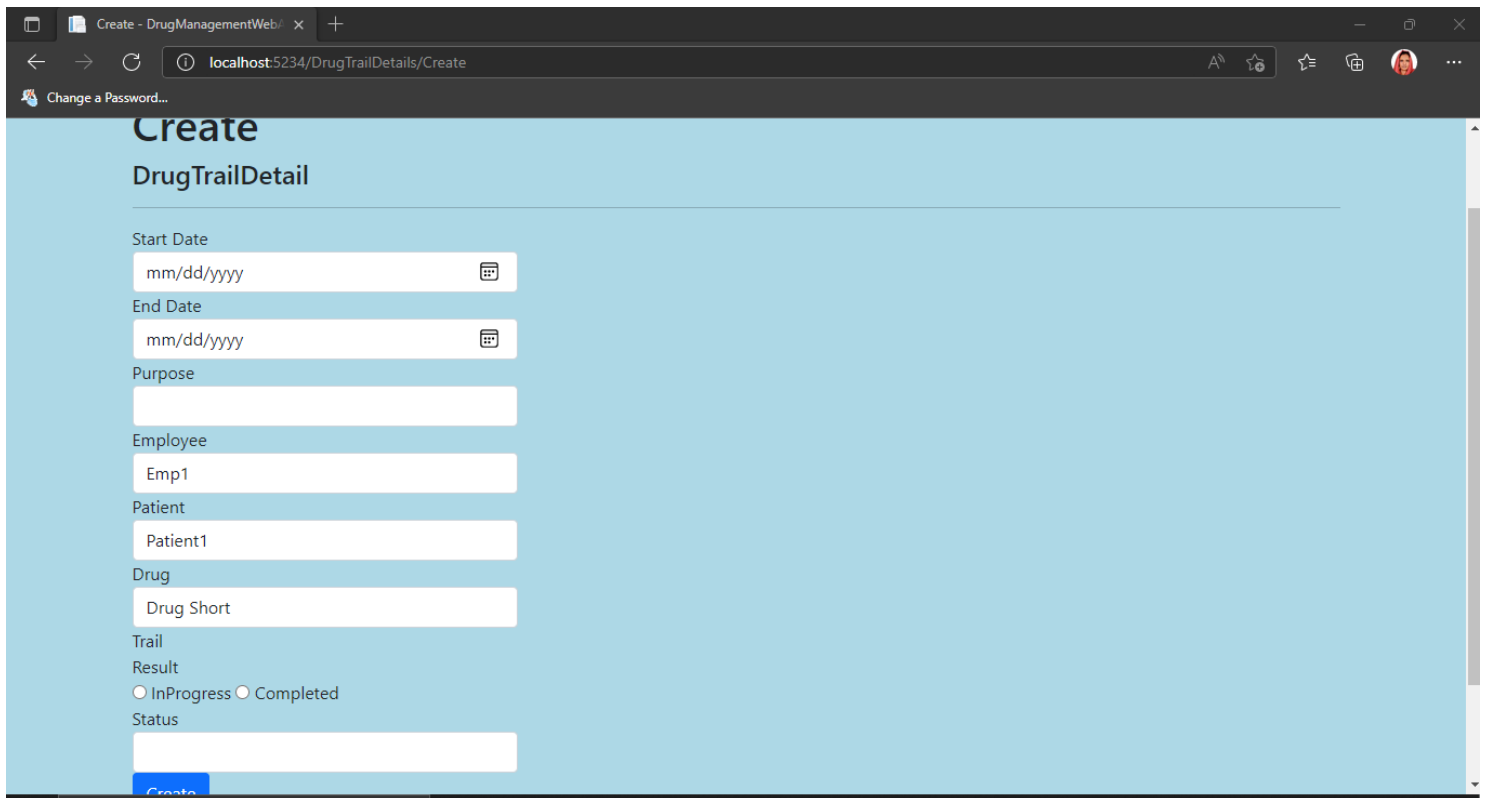 Create - DrugManagementWebA
localhost:5234/DrugTrailDetails/Create
Change a Password...
Create
DrugTrailDetail
Start Date
mm/dd/yyyy
End Date
mm/dd/yyyy
Purpose
Employee
Emp1
Patient
Patient1
Drug
Drug Short
Trail
Result
InProgress Completed
Status
Create